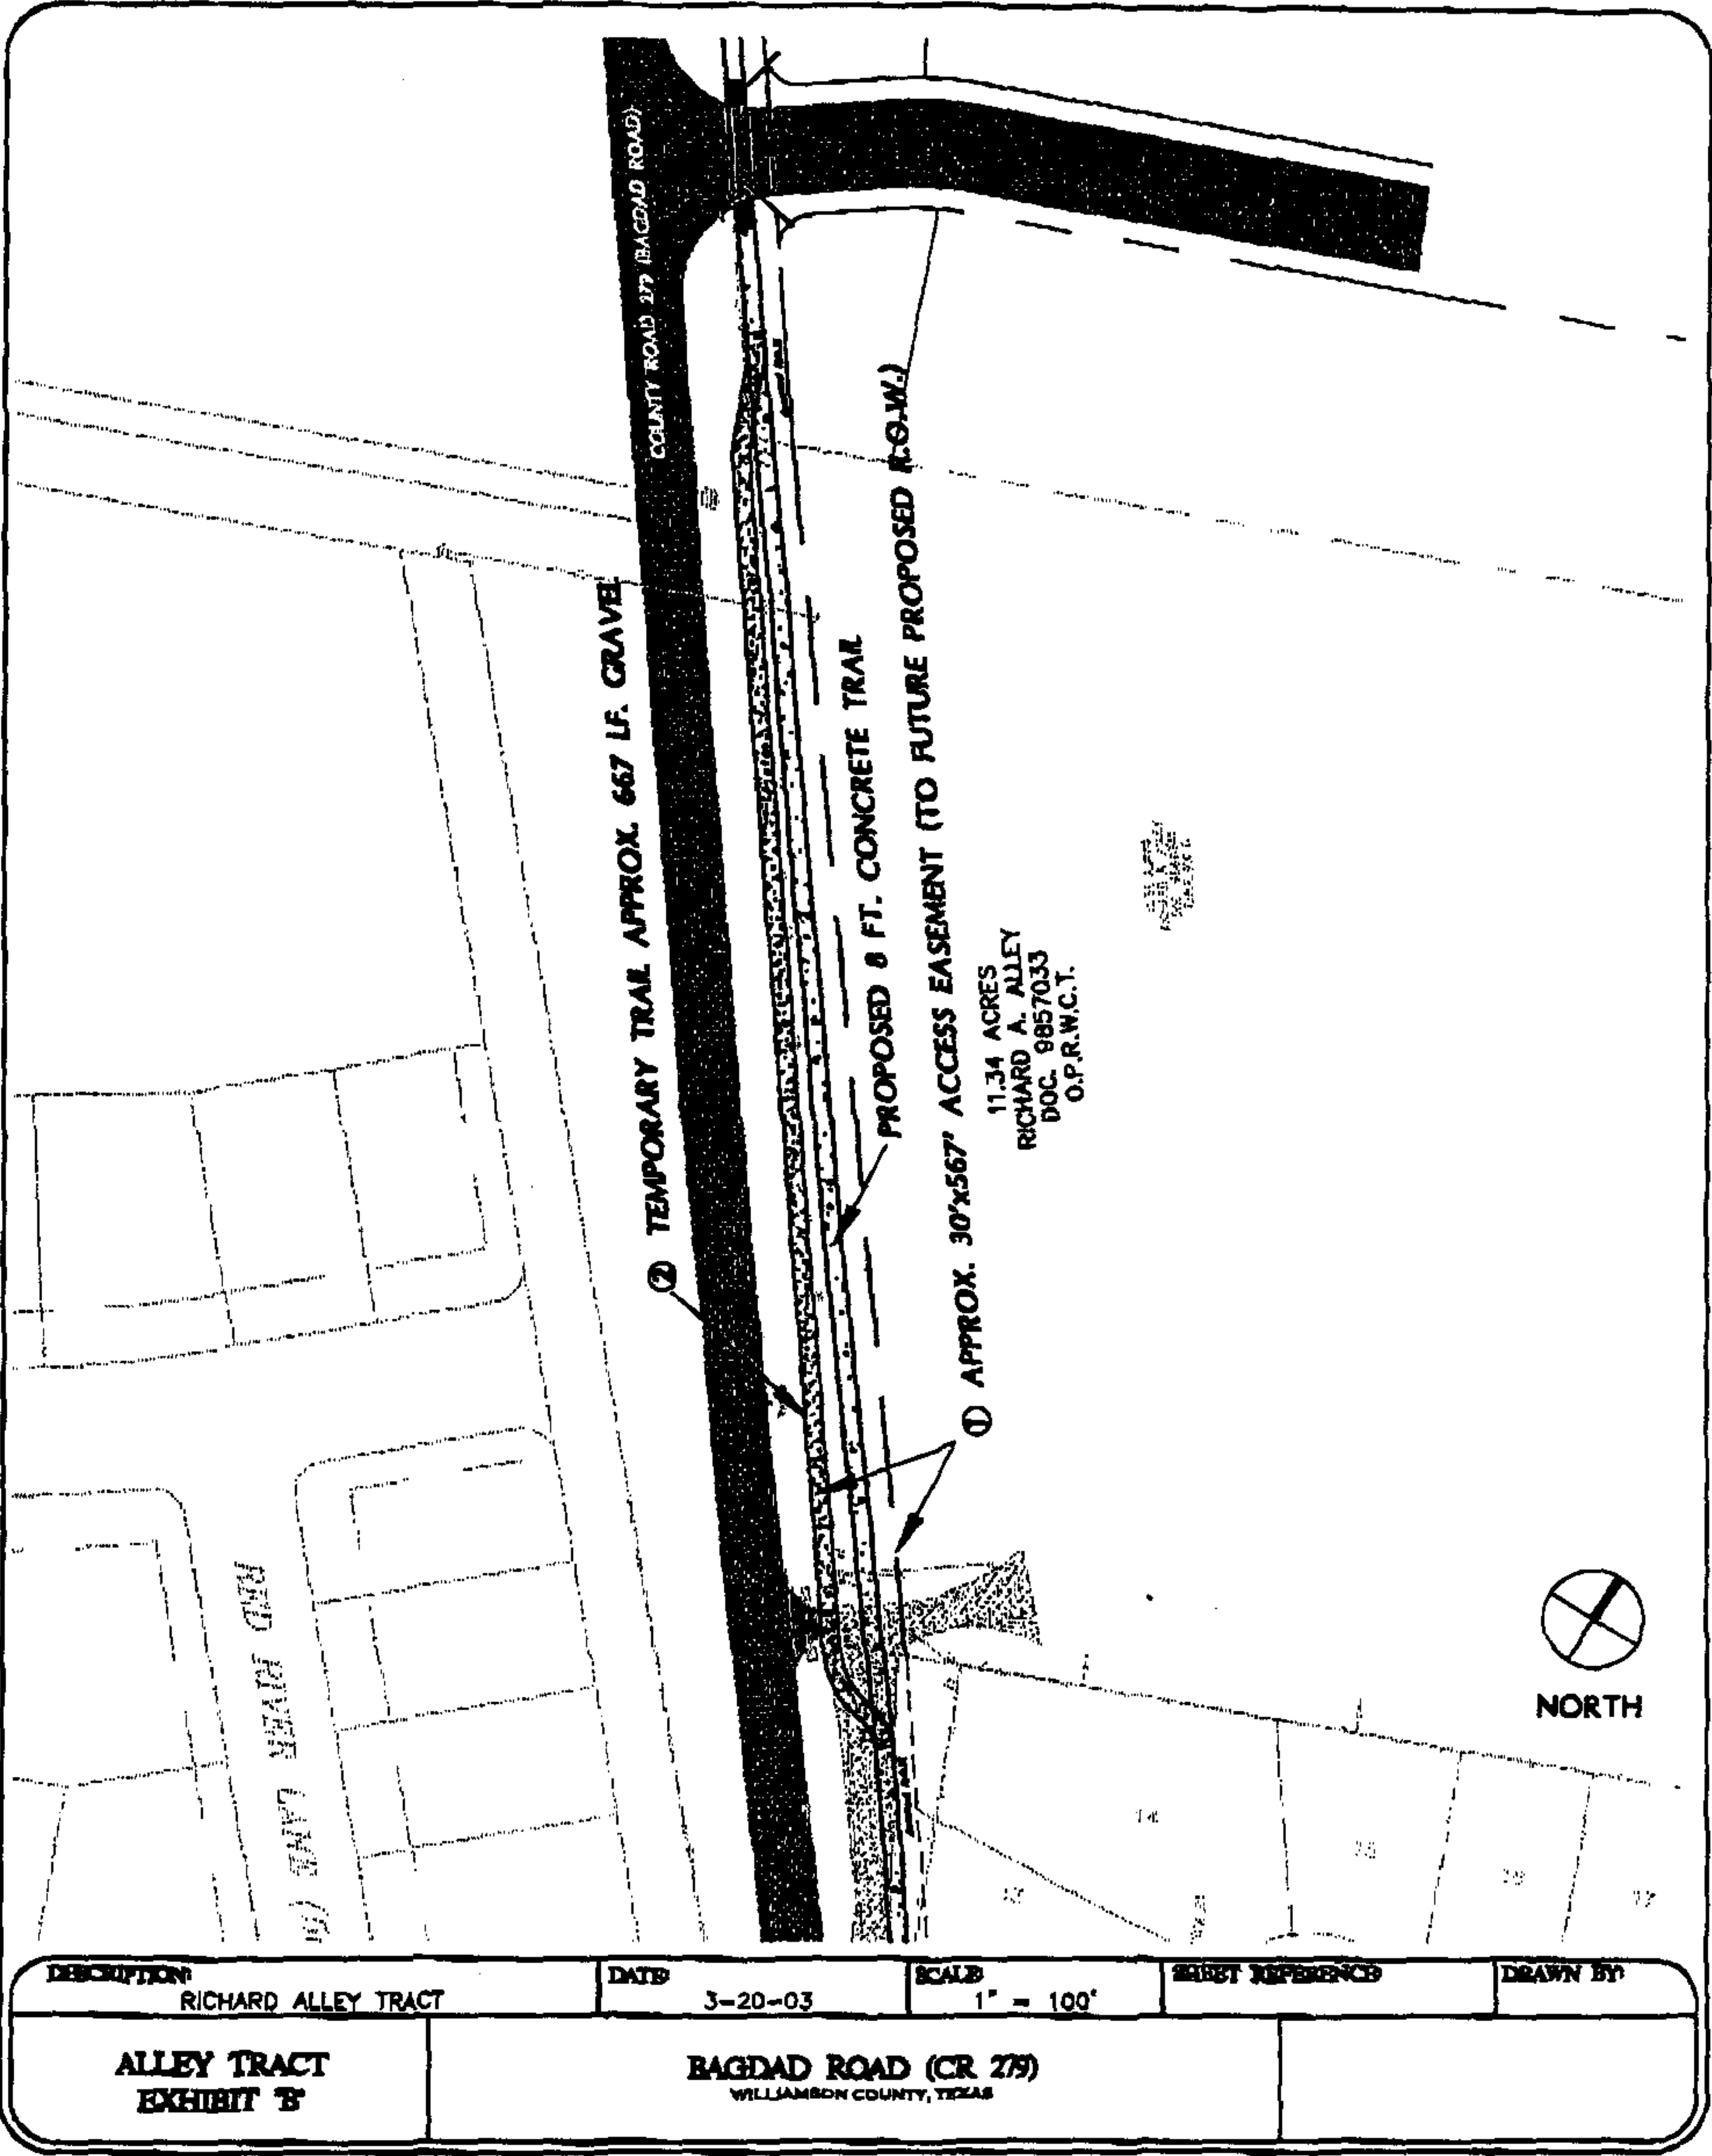 COUNTY ROAD 279 (BAGDAD ROAD)
② TEMPORARY TRAIL APPROX. 667 LF. GRAVEL
PROPOSED 8 FT. CONCRETE TRAIL
① APPROX. 30'x567' ACCESS EASEMENT (TO FUTURE PROPOSED R.O.W.)
11.34 ACRES
RICHARD A. ALLEY
DOC. 9857033
O.P.R.W.C.T.
RED RIVER LANE
NORTH
DESCRIPTION:
RICHARD ALLEY TRACT
DATE:
3-20-03
SCALE:
1" = 100'
SHEET REFERENCE:
DRAWN BY:
ALLEY TRACT
EXHIBIT "B"
BAGDAD ROAD (CR 279)
WILLIAMSON COUNTY, TEXAS